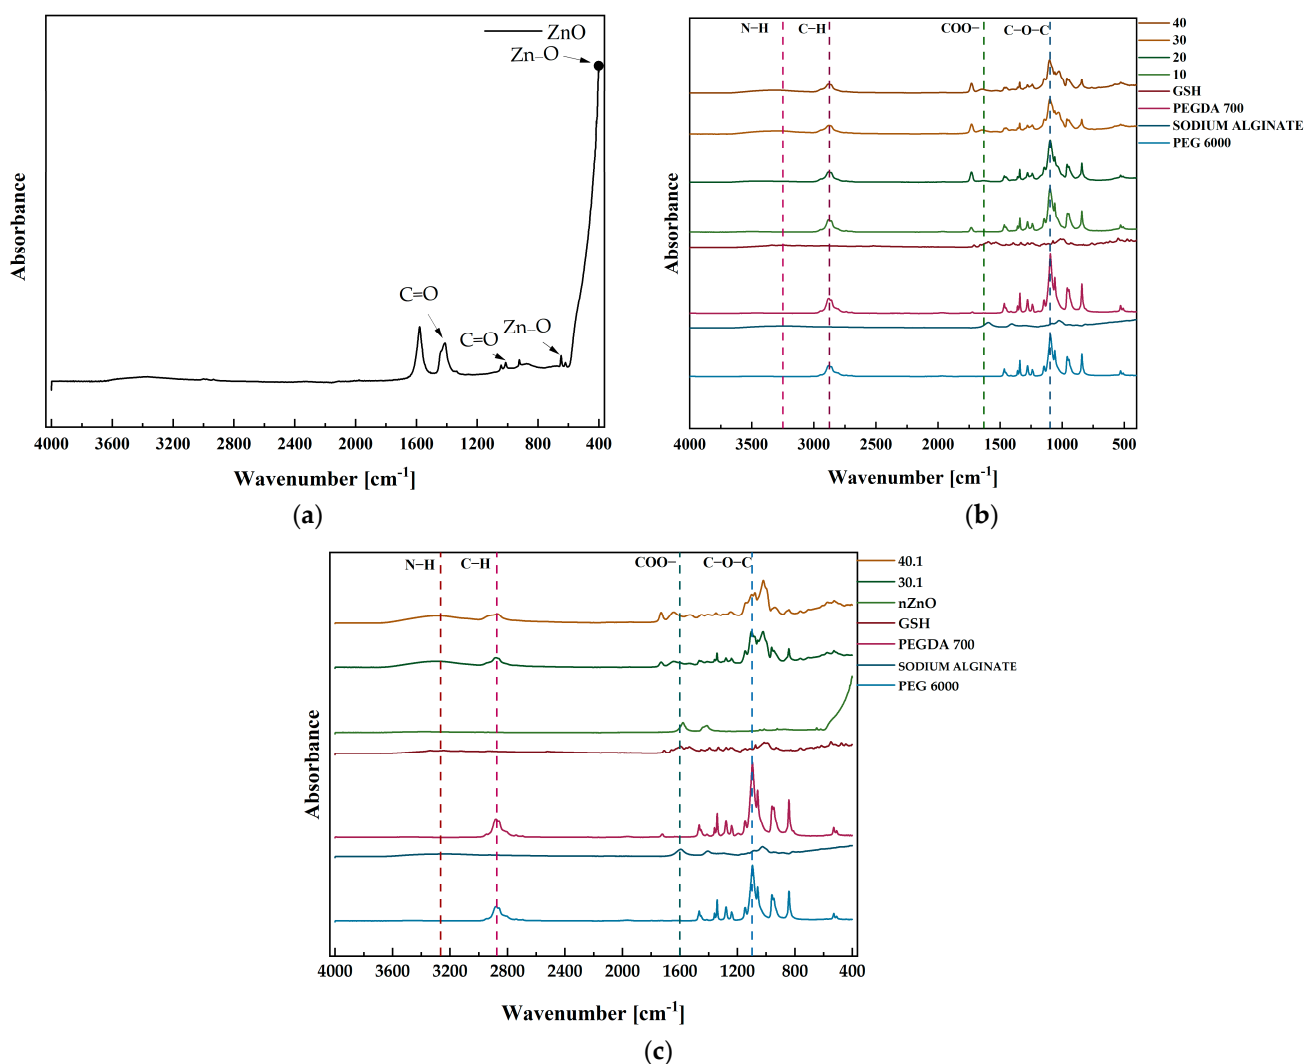 ZnO
Zn–O
C=O
C=O
Zn–O
Absorbance
4000 3600 3200 2800 2400 2000 1600 1200 800 400
Wavenumber [cm-1]
(a)
N−H
C−H
COO−
C−O−C
40
30
20
10
GSH
PEGDA 700
SODIUM ALGINATE
PEG 6000
Absorbance
4000 3500 3000 2500 2000 1500 1000 500
Wavenumber [cm-1]
(b)
N−H
C−H
COO−
C−O−C
40.1
30.1
nZnO
GSH
PEGDA 700
SODIUM ALGINATE
PEG 6000
Absorbance
4000 3600 3200 2800 2400 2000 1600 1200 800 400
Wavenumber [cm-1]
(c)